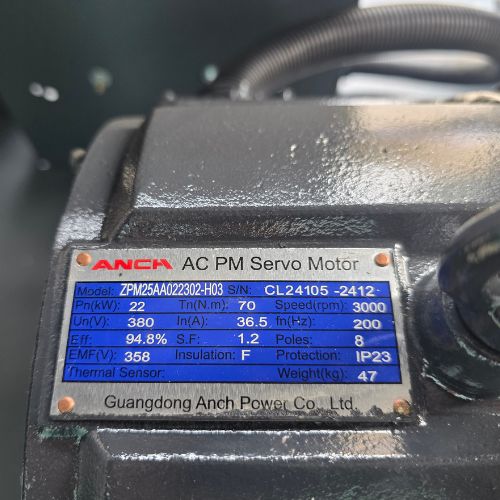 ANCH AC PM Servo Motor
Model: ZPM25AA022302-H03 S/N: CL24105 -2412
Pn(kW): 22 Tn(N.m): 70 Speed(rpm): 3000
Un(V): 380 In(A): 36.5 fn(Hz): 200
Eff: 94.8% S.F.: 1.2 Poles: 8
EMF(V): 358 Insulation: F Protection: IP23
Thermal Sensor: Weight(kg): 47
Guangdong Anch Power Co., Ltd.